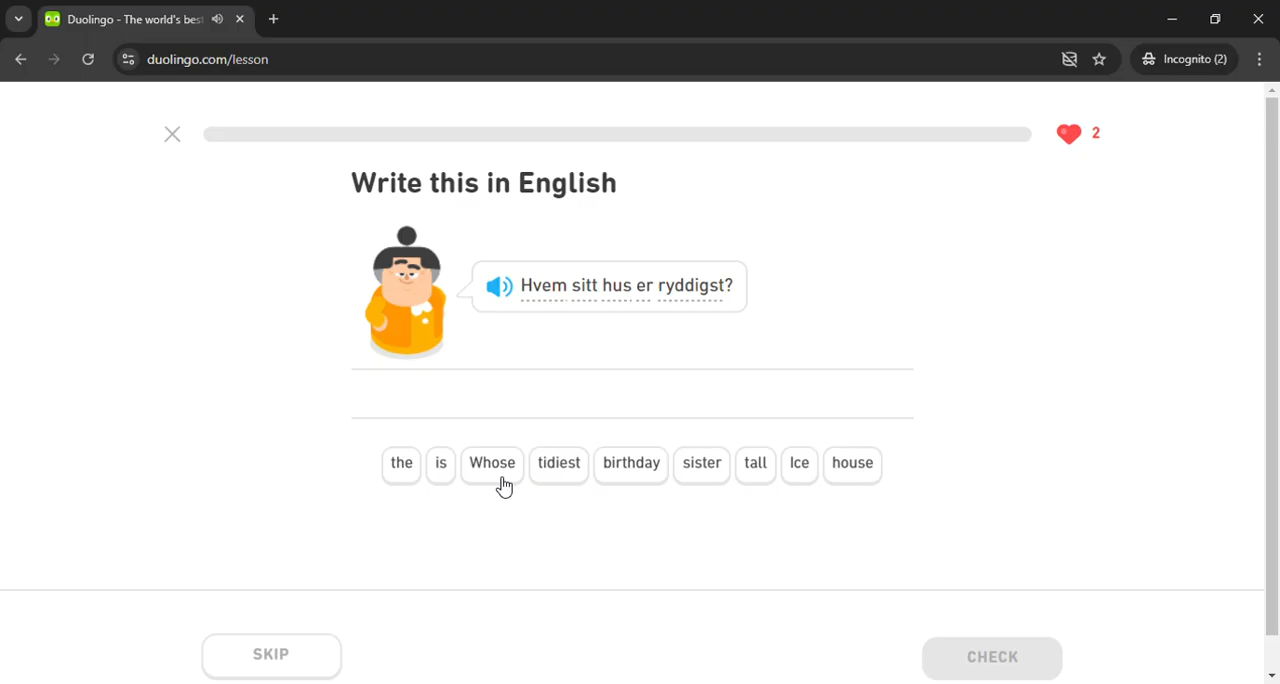 Duolingo - The world's bes
duolingo.com/lesson
Incognito (2)
2
Write this in English
Hvem sitt hus er ryddigst?
the is Whose tidiest birthday sister tall Ice house
SKIP
CHECK